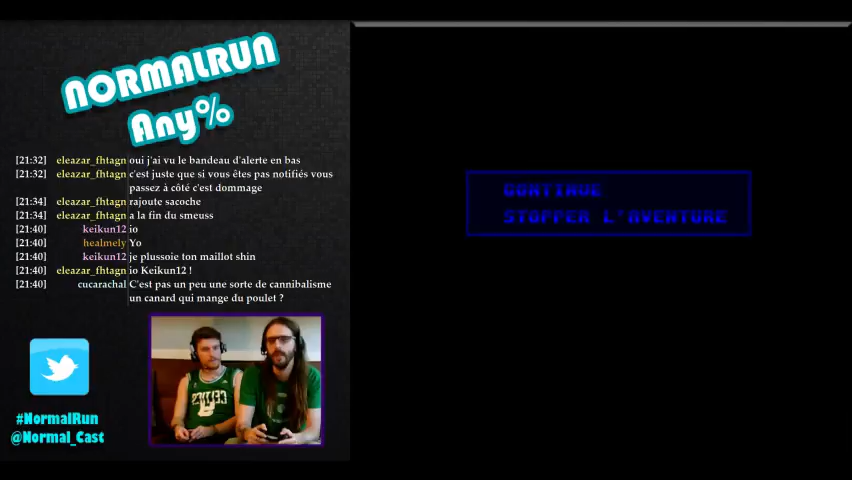 NORMALRUN
Any%
[21:32] eleazar_fhtagn oui j'ai vu le bandeau d'alerte en bas
[21:32] eleazar_fhtagn c'est juste que si vous êtes pas notifiés vous
passez à côté c'est dommage
[21:34] eleazar_fhtagn rajoute sacoche
[21:34] eleazar_fhtagn a la fin du smeuss
[21:40] keikun12 io
[21:40] healmely Yo
[21:40] keikun12 je plussoie ton maillot shin
[21:40] eleazar_fhtagn io Keikun12 !
[21:40] cucarachal C'est pas un peu une sorte de cannibalisme
un canard qui mange du poulet ?
#NormalRun
@Normal_Cast
CONTINUE
STOPPER L'AVENTURE